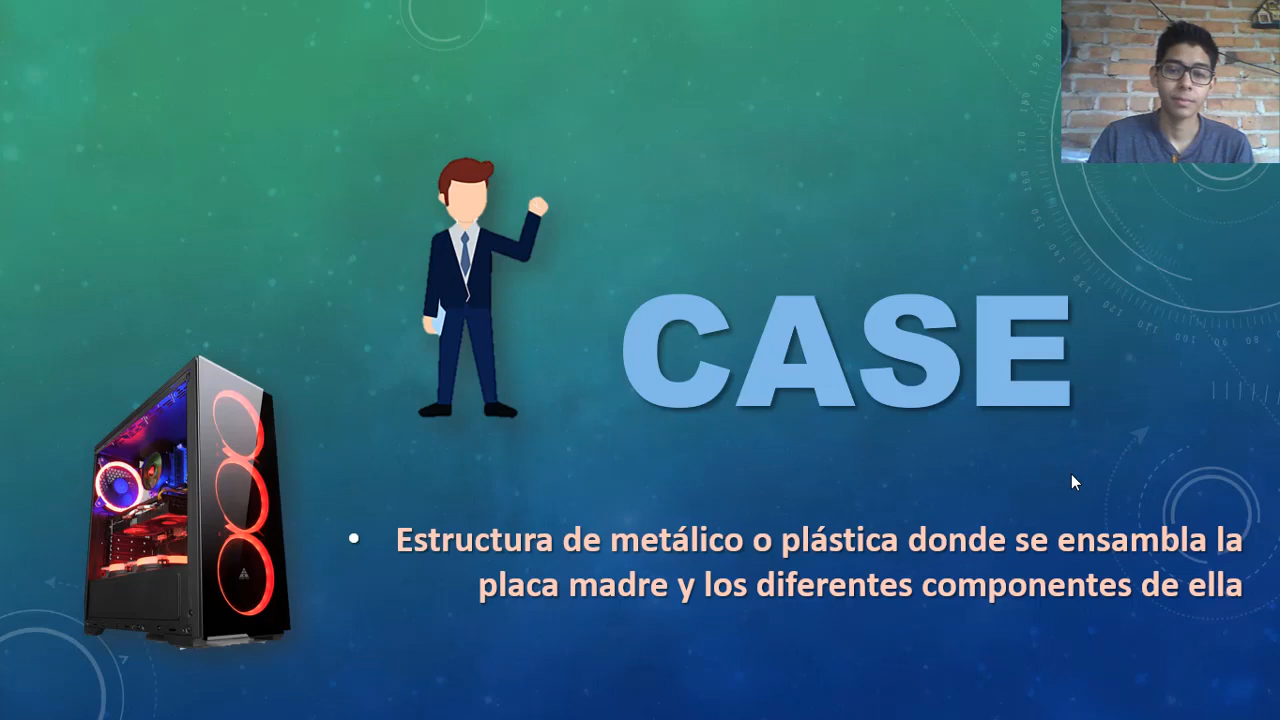 CASE
• Estructura de metálico o plástica donde se ensambla la
placa madre y los diferentes componentes de ella